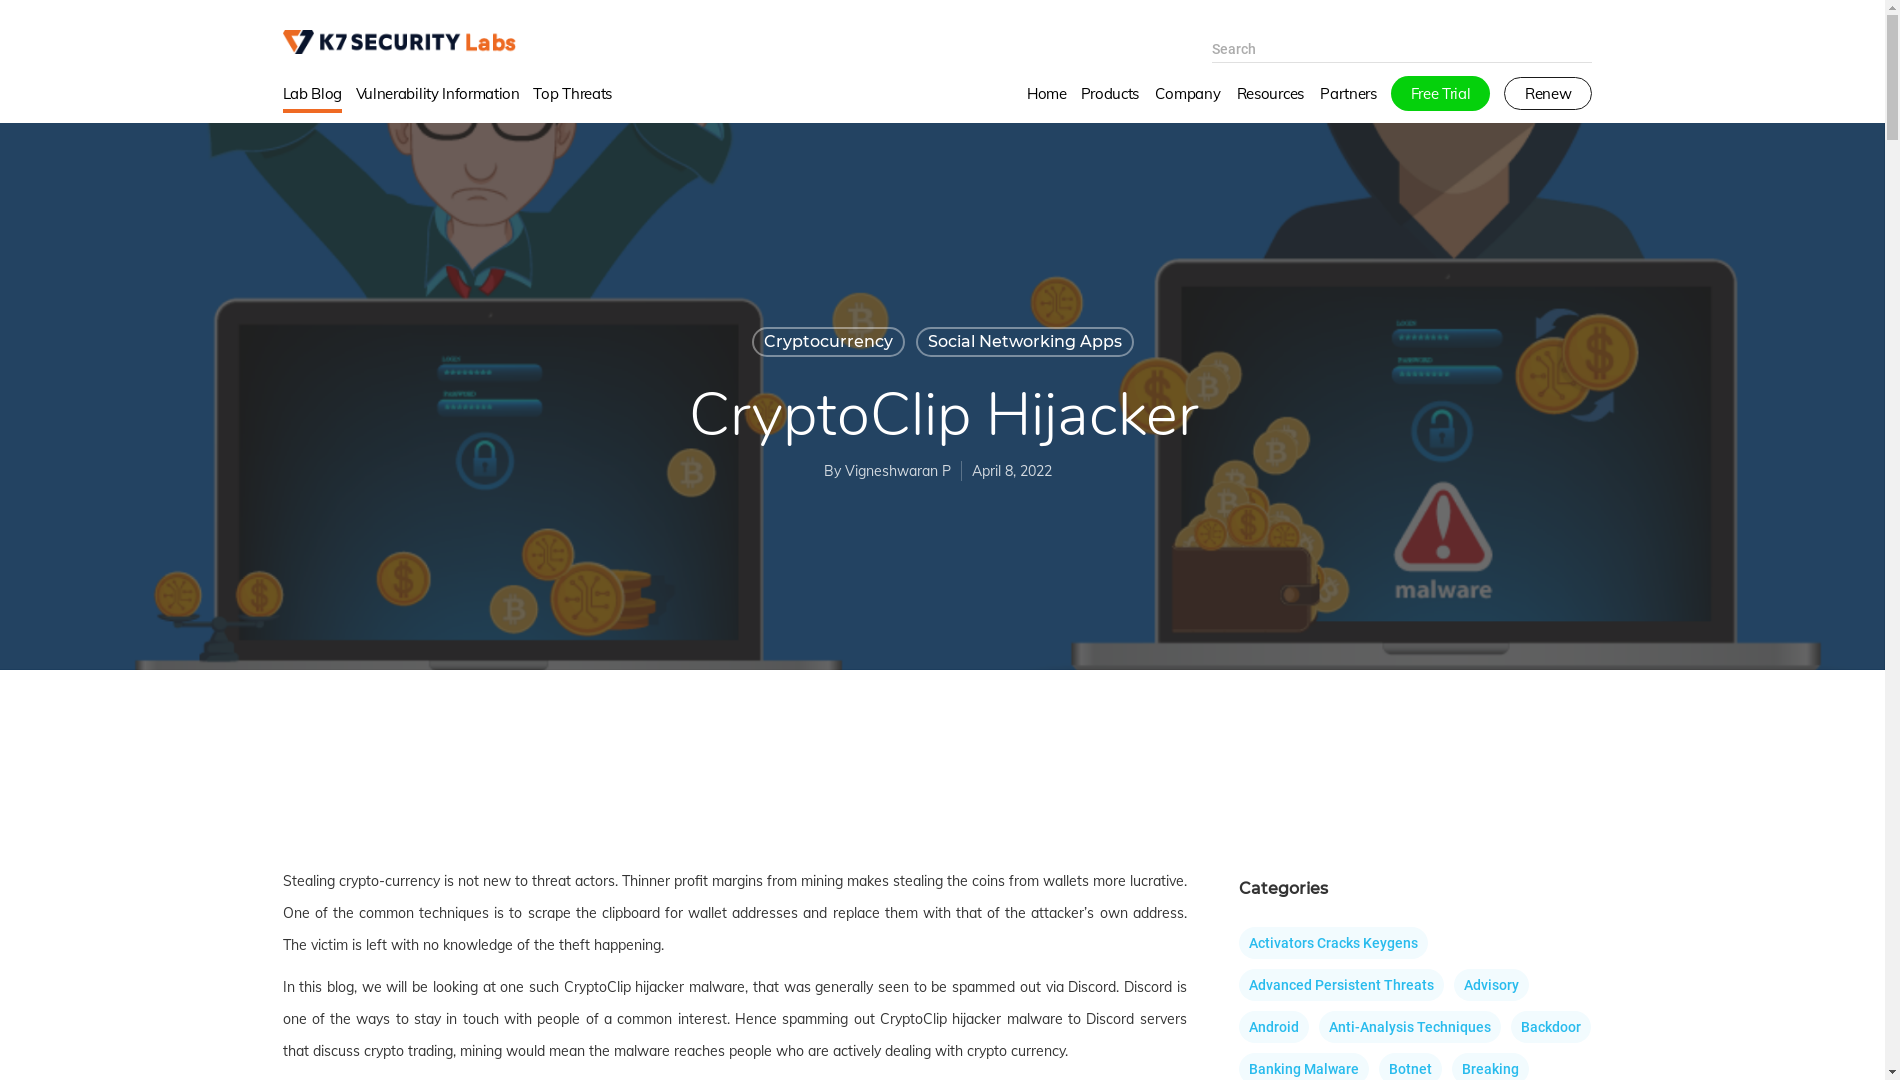 K7 SECURITY Labs
Search
Lab Blog Vulnerability Information Top Threats
Home Products Company Resources Partners Free Trial Renew
Cryptocurrency Social Networking Apps
CryptoClip Hijacker
By Vigneshwaran P April 8, 2022
LOGIN
PASSWORD
malware
Stealing crypto-currency is not new to threat actors. Thinner profit margins from mining makes stealing the coins from wallets more lucrative.
One of the common techniques is to scrape the clipboard for wallet addresses and replace them with that of the attacker’s own address.
The victim is left with no knowledge of the theft happening.
In this blog, we will be looking at one such CryptoClip hijacker malware, that was generally seen to be spammed out via Discord. Discord is
one of the ways to stay in touch with people of a common interest. Hence spamming out CryptoClip hijacker malware to Discord servers
that discuss crypto trading, mining would mean the malware reaches people who are actively dealing with crypto currency.
Categories
Activators Cracks Keygens
Advanced Persistent Threats Advisory
Android Anti-Analysis Techniques Backdoor
Banking Malware Botnet Breaking